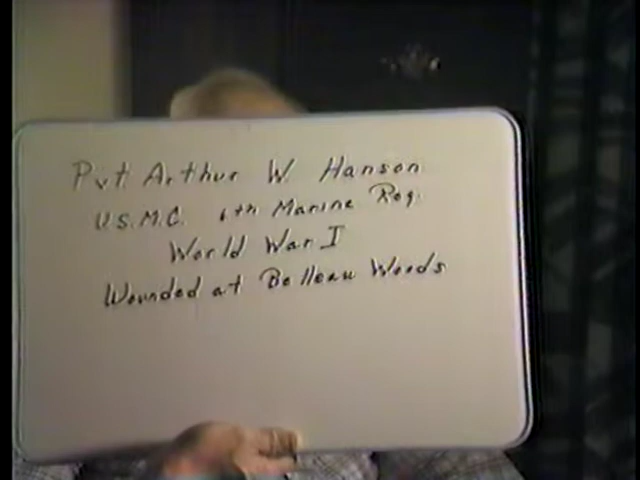 Pvt Arthur W. Hanson
U.S.M.C. 6th Marine Reg.
World War I
Wounded at Belleau Woods